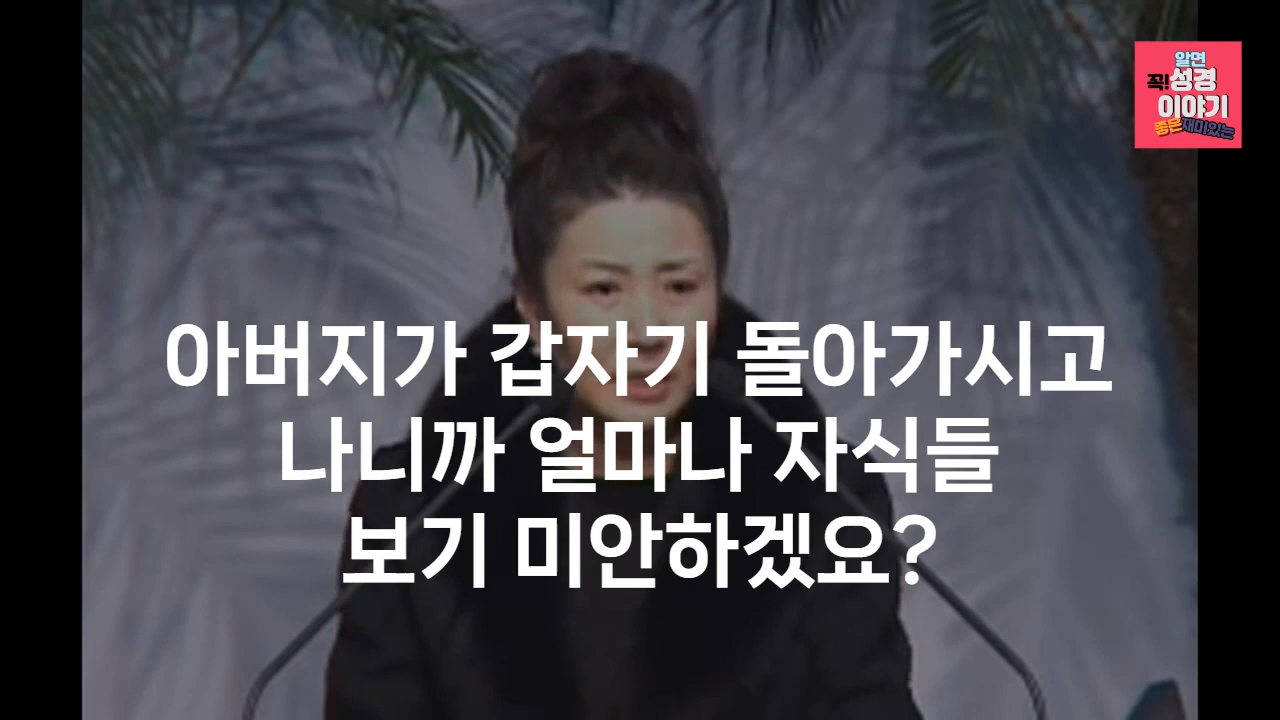 알면
꼭!성경
이야기
좋은재미있는
아버지가 갑자기 돌아가시고
나니까 얼마나 자식들
보기 미안하겠요?